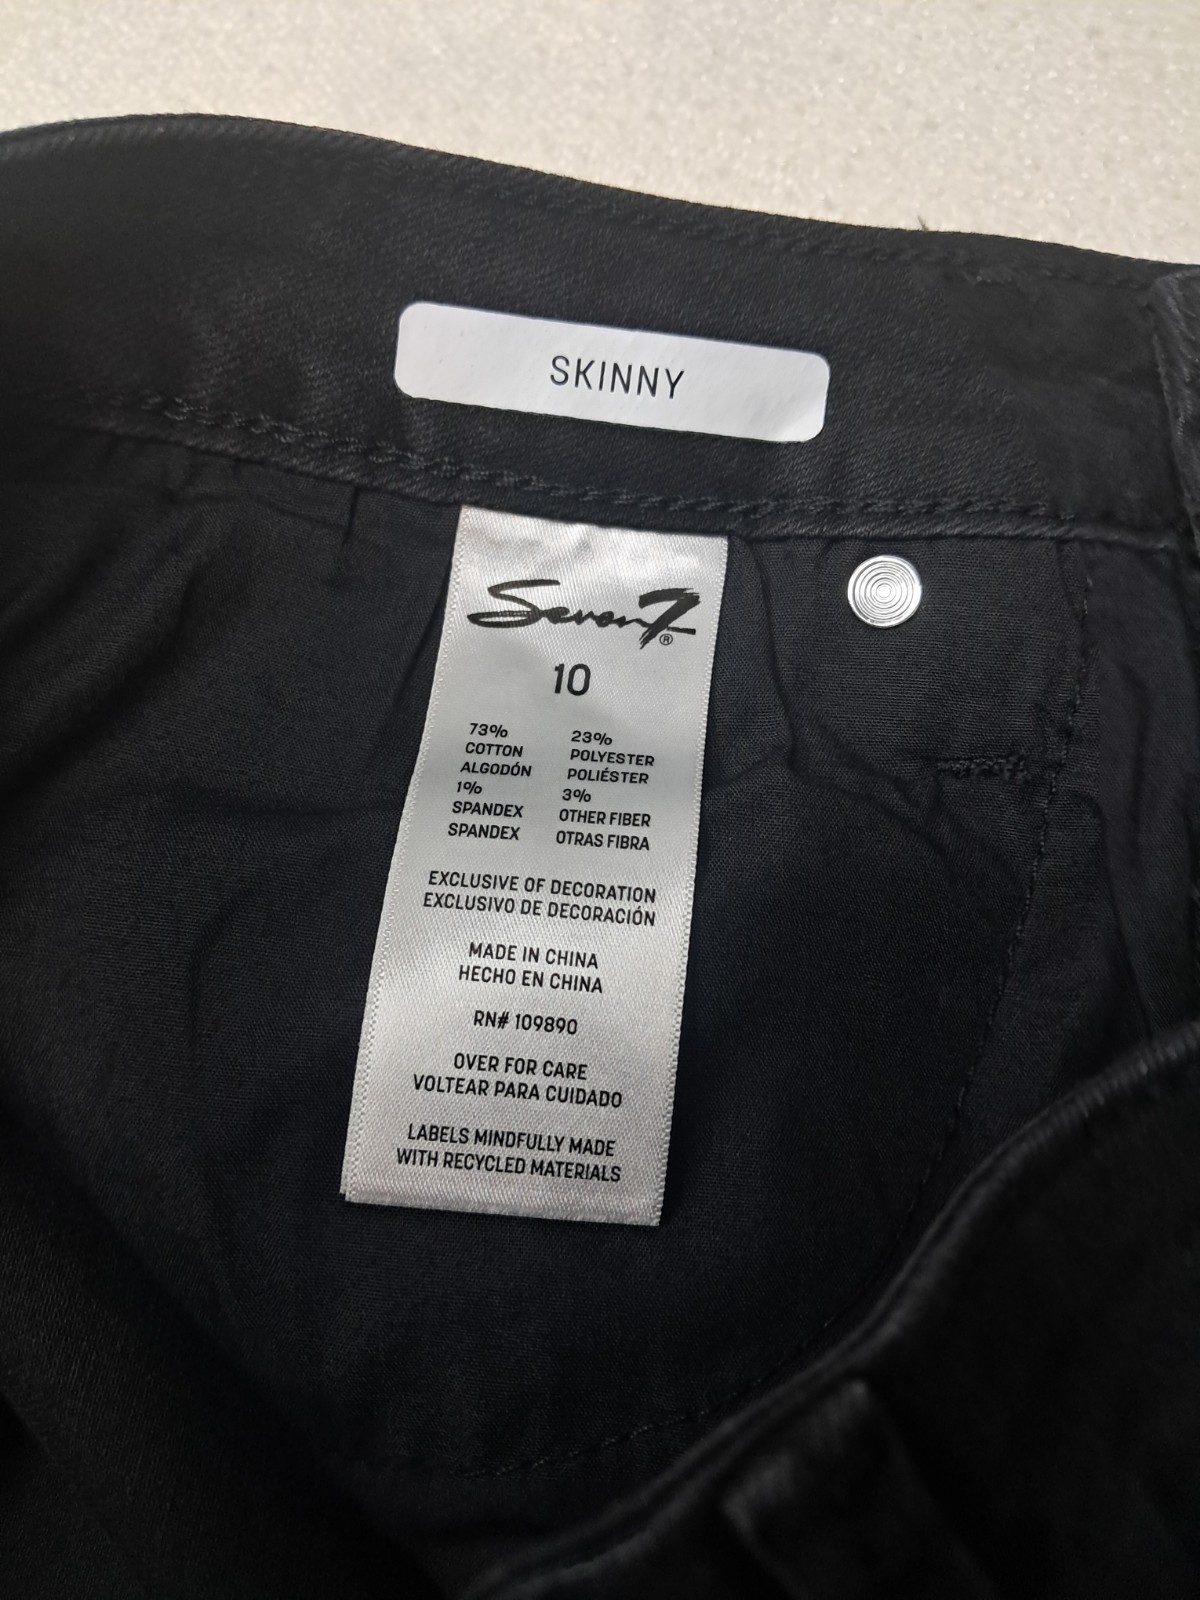 SKINNY
Seven7®
10
73% 23%
COTTON POLYESTER
ALGODÓN POLIÉSTER
1% 3%
SPANDEX OTHER FIBER
SPANDEX OTRAS FIBRA
EXCLUSIVE OF DECORATION
EXCLUSIVO DE DECORACIÓN
MADE IN CHINA
HECHO EN CHINA
RN# 109890
OVER FOR CARE
VOLTEAR PARA CUIDADO
LABELS MINDFULLY MADE
WITH RECYCLED MATERIALS